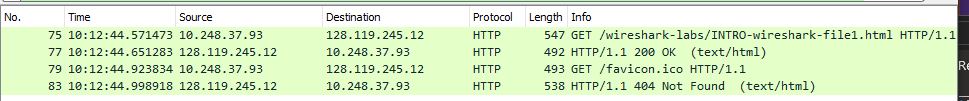 No. Time Source Destination Protocol Length Info
75 10:12:44.571473 10.248.37.93 128.119.245.12 HTTP 547 GET /wireshark-labs/INTRO-wireshark-file1.html HTTP/1.1
77 10:12:44.651283 128.119.245.12 10.248.37.93 HTTP 492 HTTP/1.1 200 OK (text/html)
79 10:12:44.923834 10.248.37.93 128.119.245.12 HTTP 493 GET /favicon.ico HTTP/1.1
83 10:12:44.998918 128.119.245.12 10.248.37.93 HTTP 538 HTTP/1.1 404 Not Found (text/html)